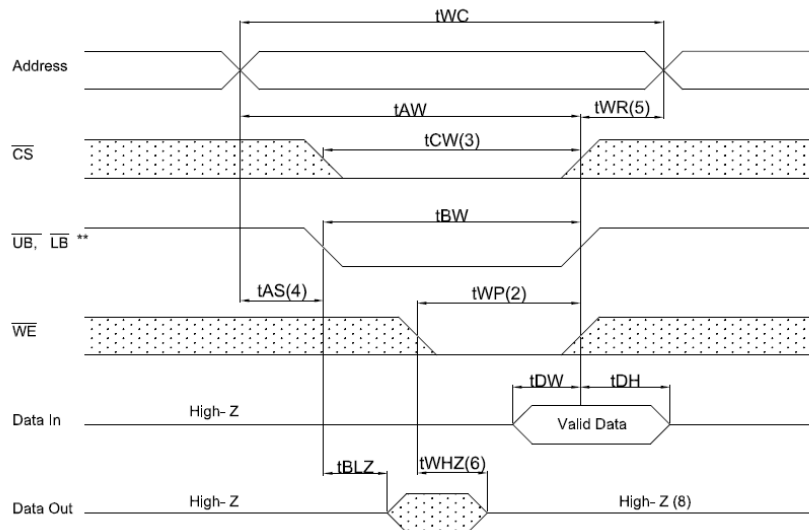 tWC
Address
tAW
tWR(5)
CS
tCW(3)
UB, LB **
tBW
tAS(4)
tWP(2)
WE
tDW
tDH
Data In
High- Z
Valid Data
tBLZ
tWHZ(6)
Data Out
High- Z
High- Z (8)